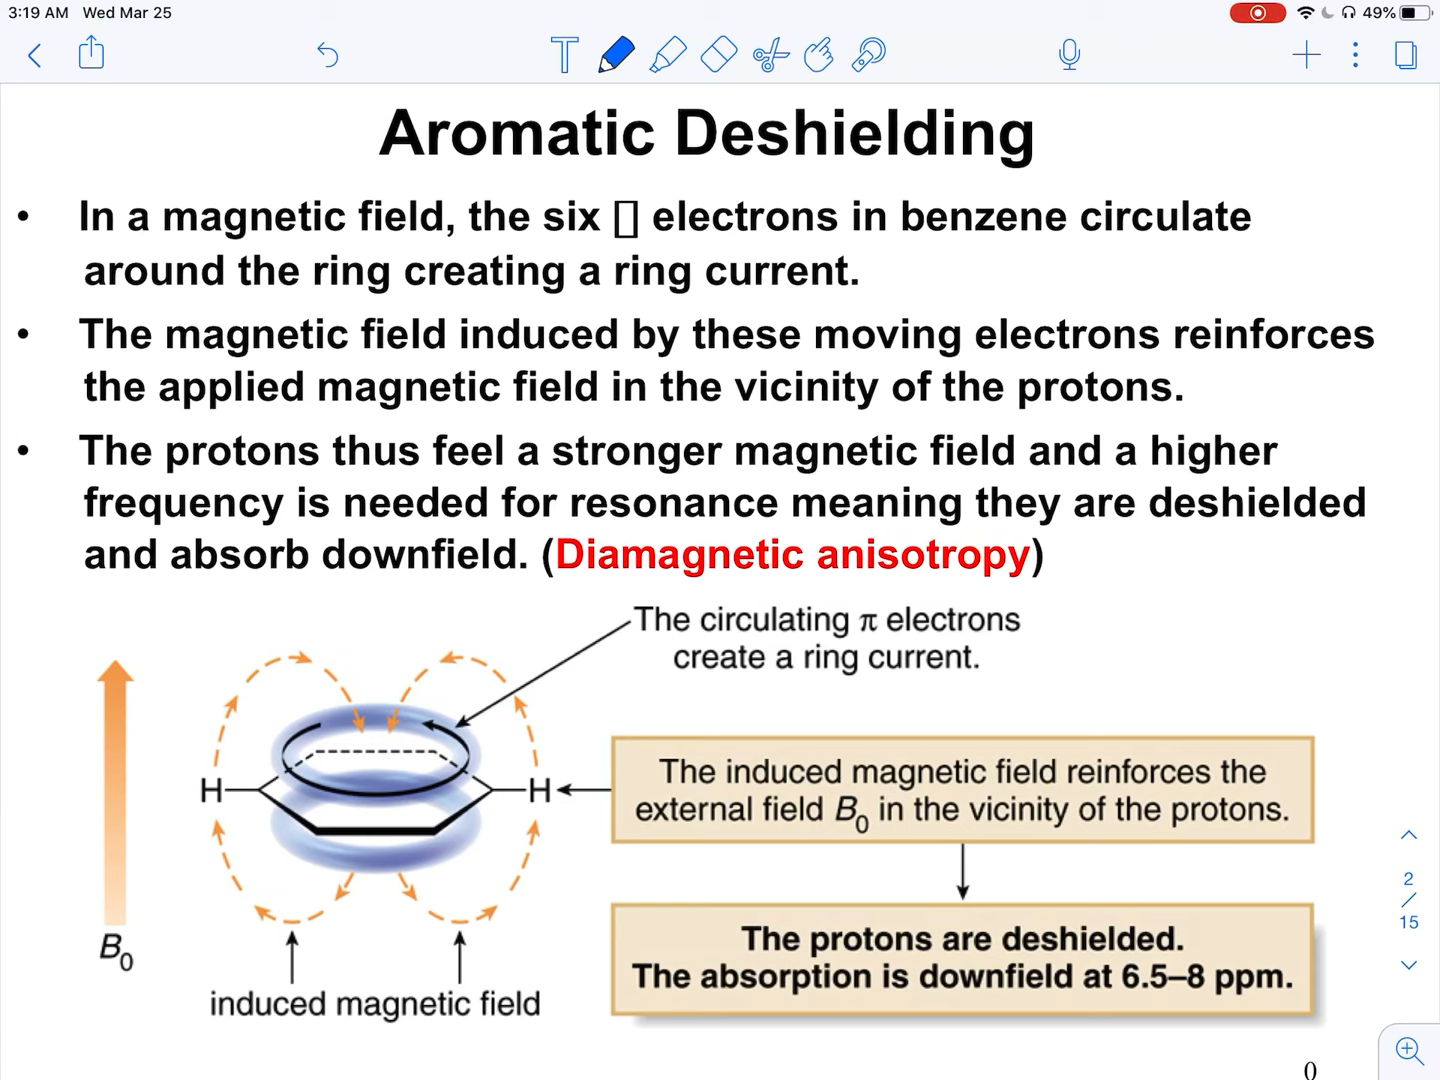 3:19 AM Wed Mar 25
49%
T
Aromatic Deshielding
• In a magnetic field, the six ▯ electrons in benzene circulate
around the ring creating a ring current.
• The magnetic field induced by these moving electrons reinforces
the applied magnetic field in the vicinity of the protons.
• The protons thus feel a stronger magnetic field and a higher
frequency is needed for resonance meaning they are deshielded
and absorb downfield. (Diamagnetic anisotropy)
The circulating π electrons
create a ring current.
H
H
The induced magnetic field reinforces the
external field B₀ in the vicinity of the protons.
The protons are deshielded.
The absorption is downfield at 6.5–8 ppm.
B₀
induced magnetic field
2
/
15
0